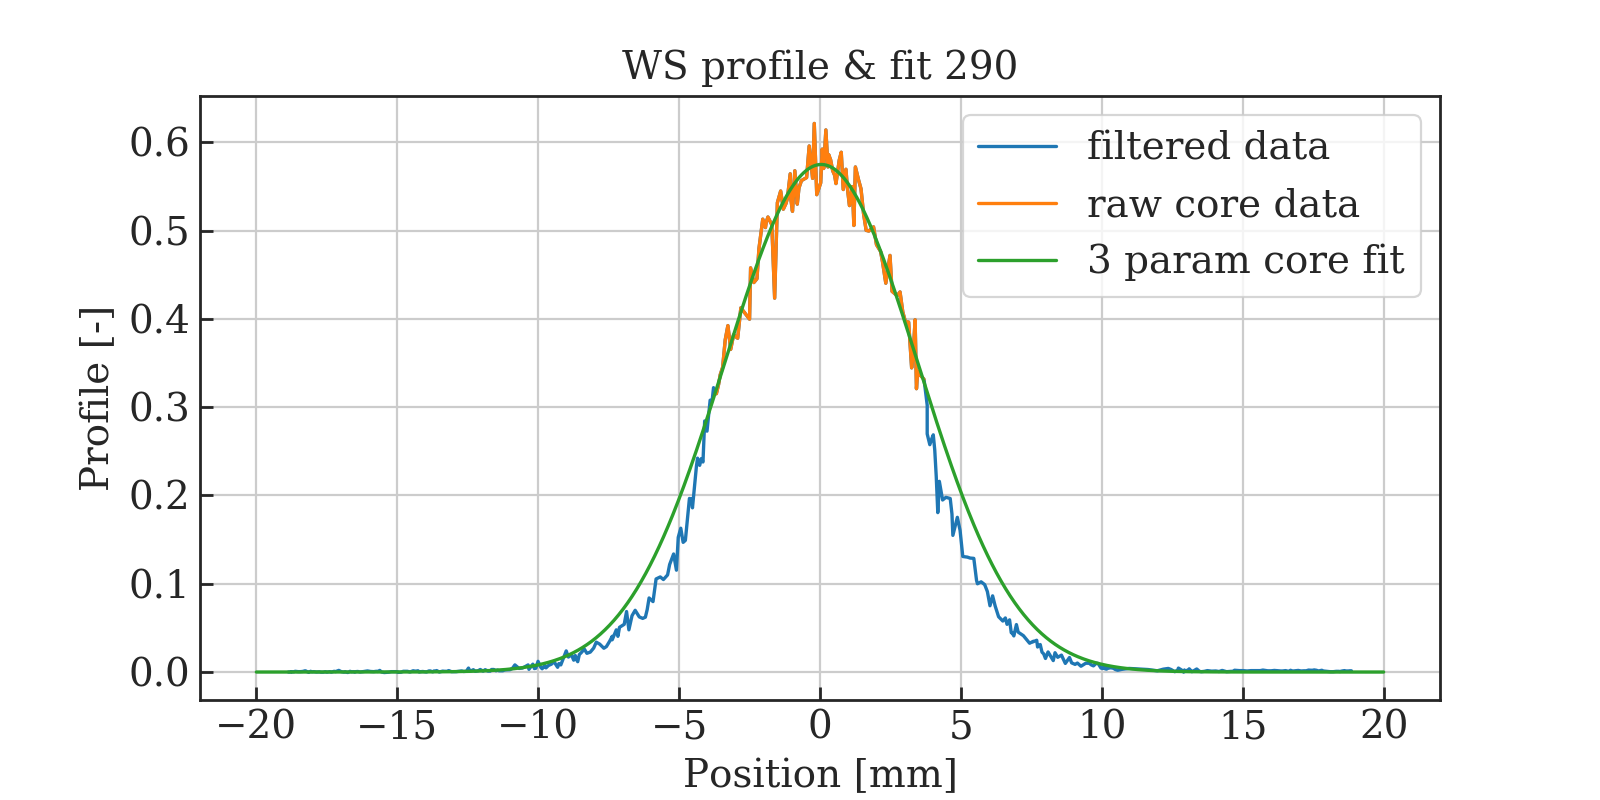 WS profile & fit 290
filtered data
raw core data
3 param core fit
Profile [-]
0.6
0.5
0.4
0.3
0.2
0.1
0.0
−20 −15 −10 −5 0 5 10 15 20
Position [mm]